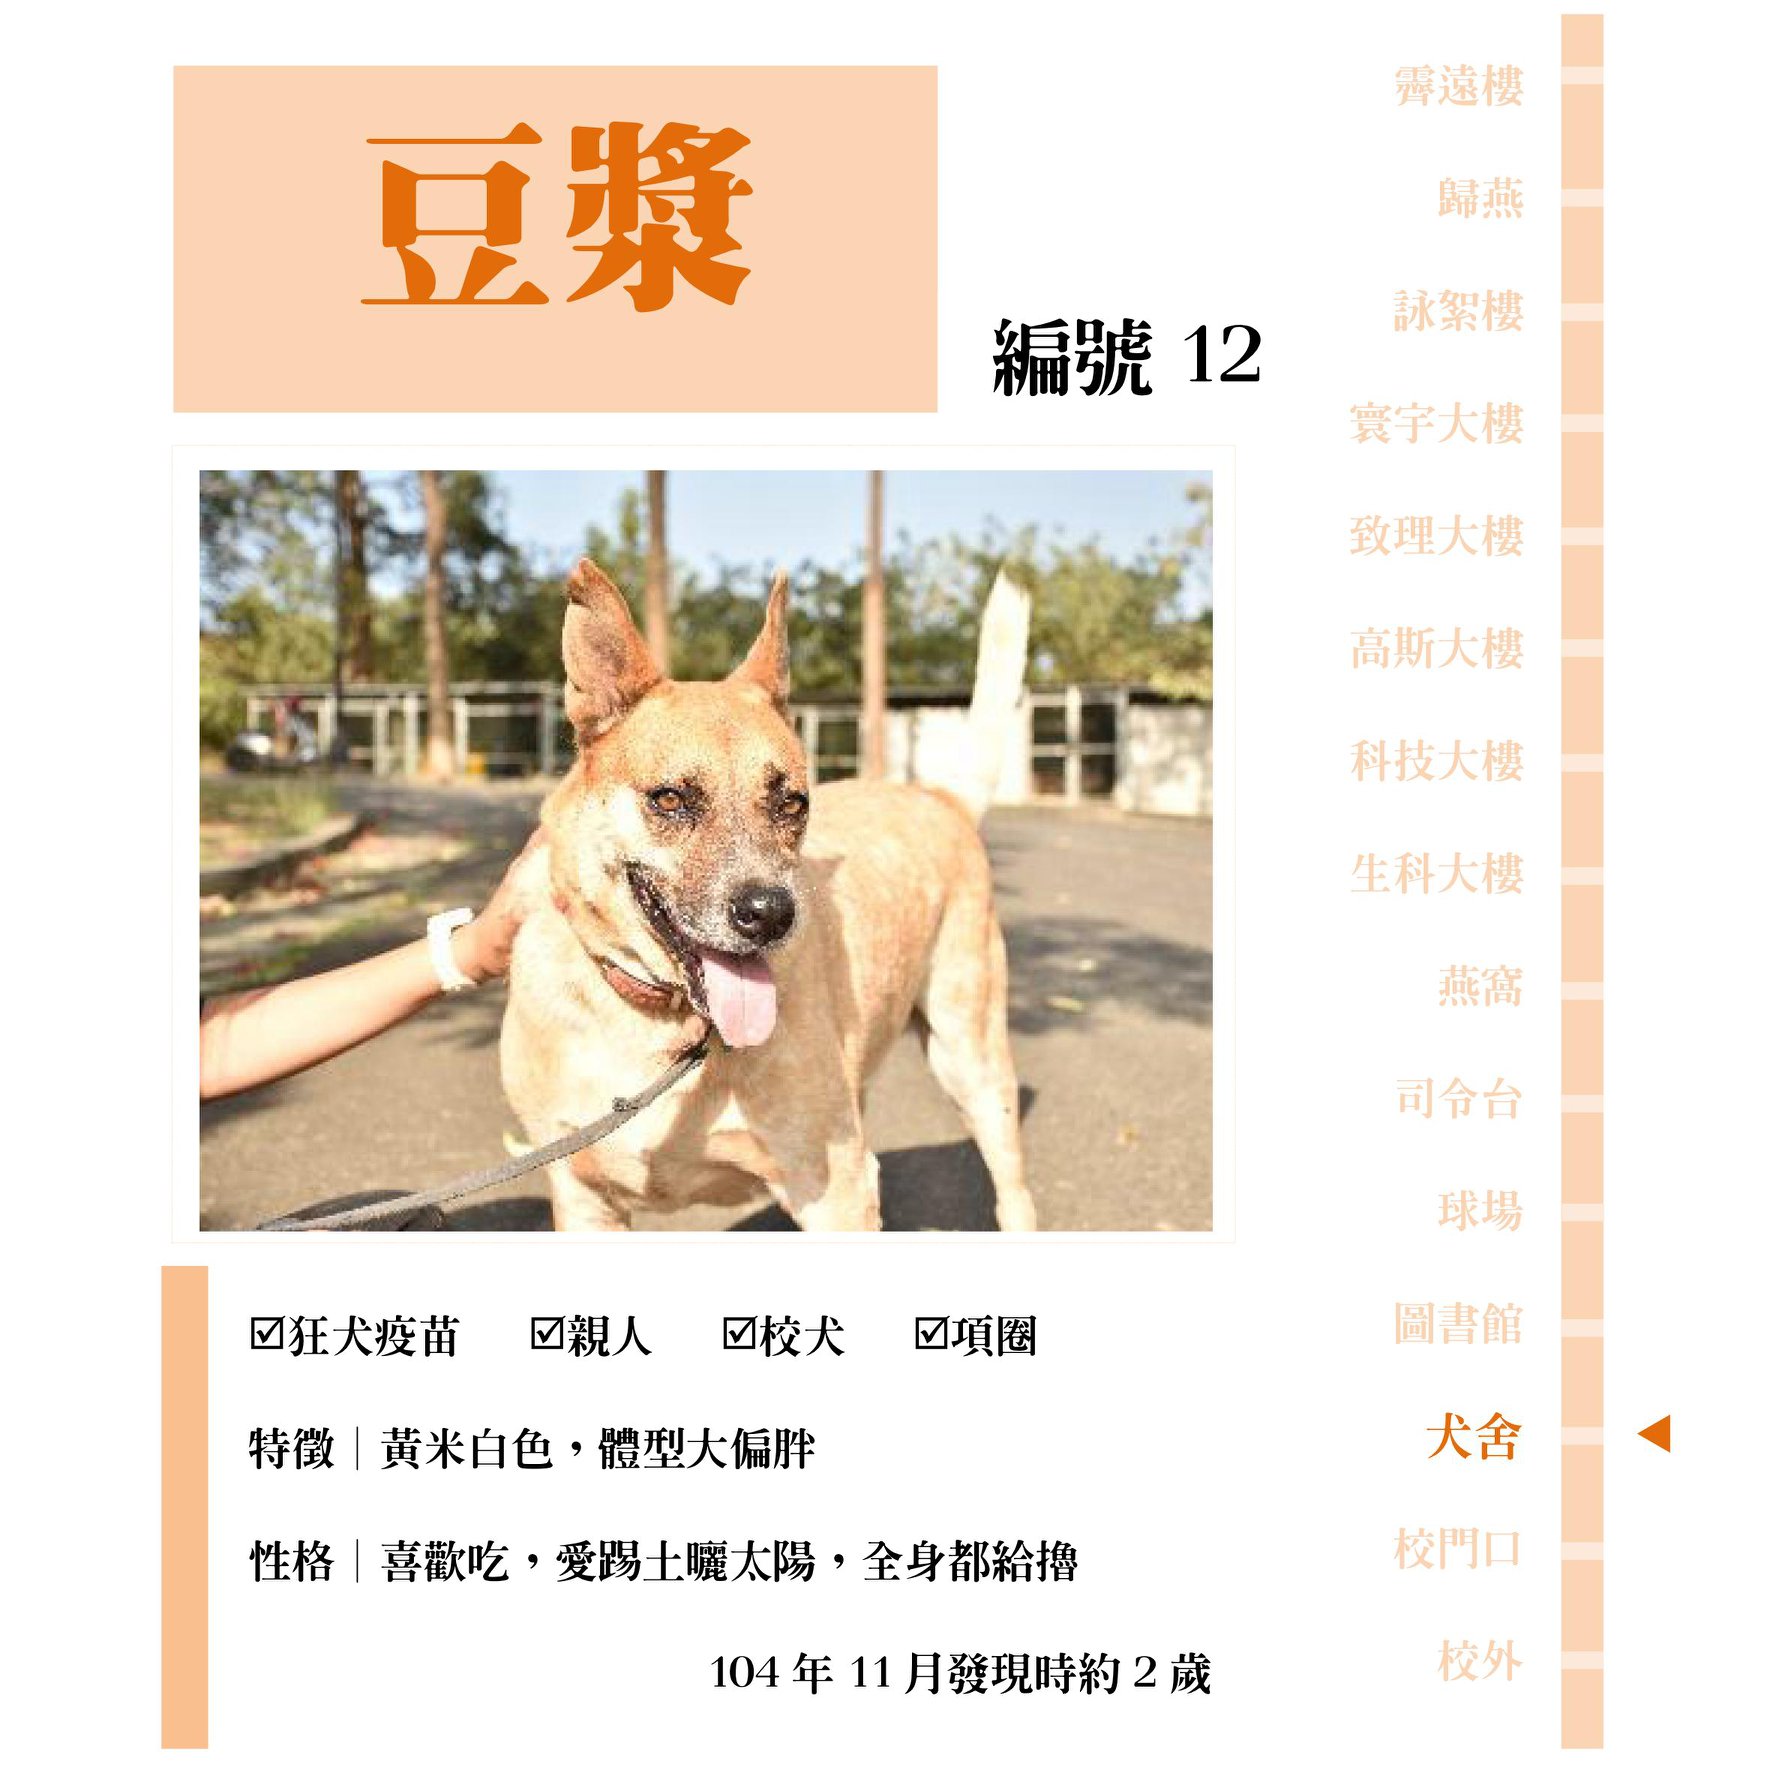 豆漿
編號 12
霽遠樓
歸燕
詠絮樓
寰宇大樓
致理大樓
高斯大樓
科技大樓
生科大樓
燕窩
司令台
球場
圖書館
犬舍
校門口
校外
☑狂犬疫苗 ☑親人 ☑校犬 ☑項圈
特徵｜黃米白色，體型大偏胖
性格｜喜歡吃，愛踢土曬太陽，全身都給擼
104 年 11 月發現時約 2 歲